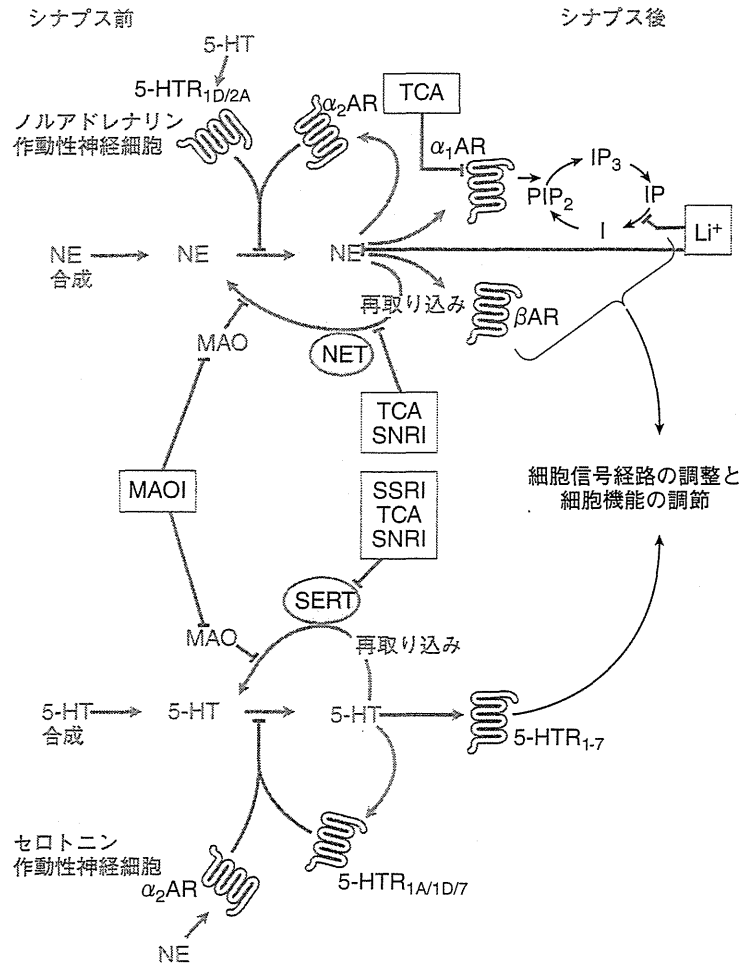 シナプス前
シナプス後
5-HT
5-HTR1D/2A
ノルアドレナリン
作動性神経細胞
α2AR
TCA
α1AR
IP3
PIP2
IP
I
Li+
NE
合成
NE
NE
再取り込み
βAR
MAO
NET
TCA
SNRI
MAOI
SSRI
TCA
SNRI
細胞信号経路の調整と
細胞機能の調節
SERT
MAO
再取り込み
5-HT
合成
5-HT
5-HT
5-HTR1-7
セロトニン
作動性神経細胞
α2AR
5-HTR1A/1D/7
NE